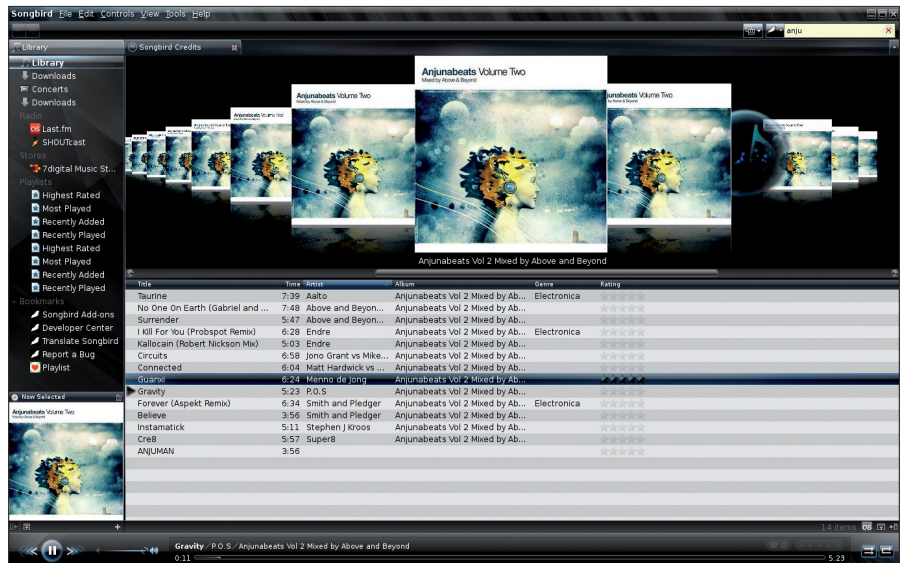 Songbird File Edit Controls View Tools Help
anju
Library
Songbird Credits
Library
Downloads
Concerts
Downloads
Radio
Last.fm
SHOUTcast
Stores
7digital Music St...
Playlists
Highest Rated
Most Played
Recently Added
Recently Played
Highest Rated
Most Played
Recently Added
Recently Played
Bookmarks
Songbird Add-ons
Developer Center
Translate Songbird
Report a Bug
Playlist
Now Selected
Anjunabeats Volume Two
Anjunabeats Volume Two
Mixed by Above & Beyond
Anjunabeats Volume Two
Anjunabeats Volume Two
junabeats Volume Two
Anjunabeats Vol 2 Mixed by Above and Beyond
Title Time Artist Album Genre Rating
Taurine 7:39 Aalto Anjunabeats Vol 2 Mixed by Ab... Electronica
No One On Earth (Gabriel and ... 7:48 Above and Beyon... Anjunabeats Vol 2 Mixed by Ab...
Surrender 5:47 Above and Beyon... Anjunabeats Vol 2 Mixed by Ab...
I Kill For You (Probspot Remix) 6:28 Endre Anjunabeats Vol 2 Mixed by Ab... Electronica
Kallocain (Robert Nickson Mix) 5:03 Endre Anjunabeats Vol 2 Mixed by Ab...
Circuits 6:58 Jono Grant vs Mike... Anjunabeats Vol 2 Mixed by Ab...
Connected 6:04 Matt Hardwick vs ... Anjunabeats Vol 2 Mixed by Ab...
Guanxi 6:24 Menno de Jong Anjunabeats Vol 2 Mixed by Ab...
Gravity 5:23 P.O.S Anjunabeats Vol 2 Mixed by Ab...
Forever (Aspekt Remix) 6:34 Smith and Pledger Anjunabeats Vol 2 Mixed by Ab... Electronica
Believe 3:56 Smith and Pledger Anjunabeats Vol 2 Mixed by Ab...
Instamatick 5:11 Stephen J Kroos Anjunabeats Vol 2 Mixed by Ab...
Cre8 5:57 Super8 Anjunabeats Vol 2 Mixed by Ab...
ANJUMAN 3:56
14 items
Gravity / P.O.S / Anjunabeats Vol 2 Mixed by Above and Beyond
0:11 5:23